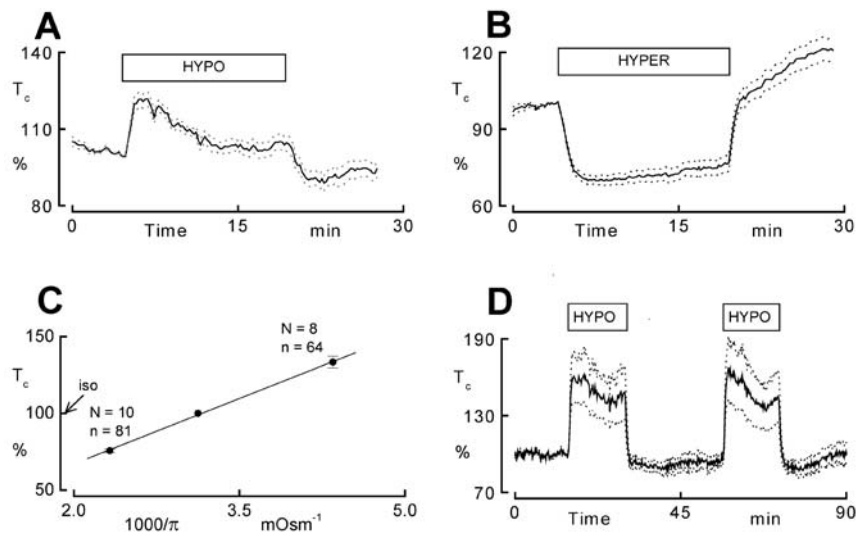 A
140
HYPO
T c
110
%
80
0 Time 15 min 30
B
120
HYPER
T c
90
%
60
0 Time 15 min 30
C
150
N = 8
n = 64
T c
iso
100
N = 10
n = 81
%
50
2.0 3.5 5.0
1000/π mOsm⁻¹
D
190
HYPO HYPO
T c
130
%
70
0 45 90
Time min